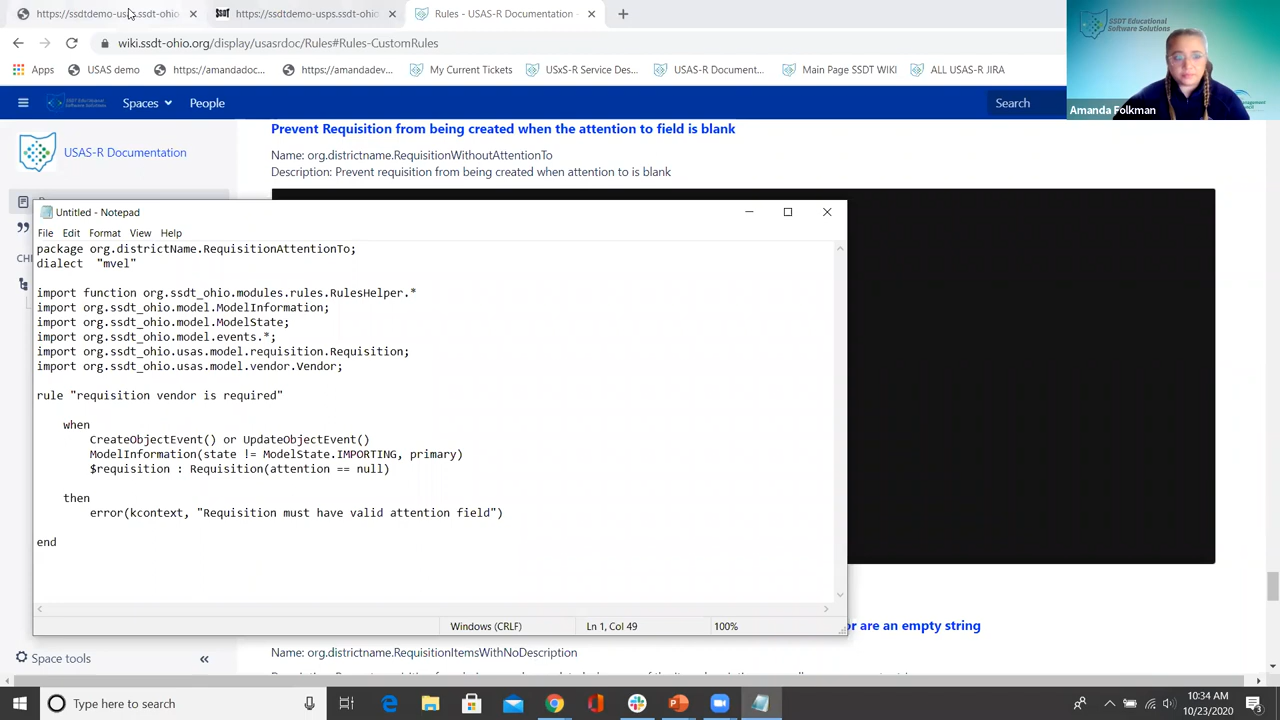 https://ssdtdemo-usas.ssdt-ohio
https://ssdtdemo-usps.ssdt-ohio
Rules - USAS-R Documentation -
wiki.ssdt-ohio.org/display/usasrdoc/Rules#Rules-CustomRules
Apps
USAS demo
https://amandadoc...
https://amandadev...
My Current Tickets
USxS-R Service Des...
USAS-R Document...
Main Page SSDT WIKI
ALL USAS-R JIRA
SSDT Educational
Software Solutions
Amanda Folkman
Spaces
People
Search
USAS-R Documentation
Prevent Requisition from being created when the attention to field is blank
Name: org.districtname.RequisitionWithoutAttentionTo
Description: Prevent requisition from being created when attention to is blank
Untitled - Notepad
File Edit Format View Help
package org.districtName.RequisitionAttentionTo;
dialect "mvel"
import function org.ssdt_ohio.modules.rules.RulesHelper.*
import org.ssdt_ohio.model.ModelInformation;
import org.ssdt_ohio.model.ModelState;
import org.ssdt_ohio.model.events.*;
import org.ssdt_ohio.usas.model.requisition.Requisition;
import org.ssdt_ohio.usas.model.vendor.Vendor;
rule "requisition vendor is required"
when
CreateObjectEvent() or UpdateObjectEvent()
ModelInformation(state != ModelState.IMPORTING, primary)
$requisition : Requisition(attention == null)
then
error(kcontext, "Requisition must have valid attention field")
end
Windows (CRLF)
Ln 1, Col 49
100%
or are an empty string
Name: org.districtname.RequisitionItemsWithNoDescription
Space tools
Type here to search
10:34 AM
10/23/2020